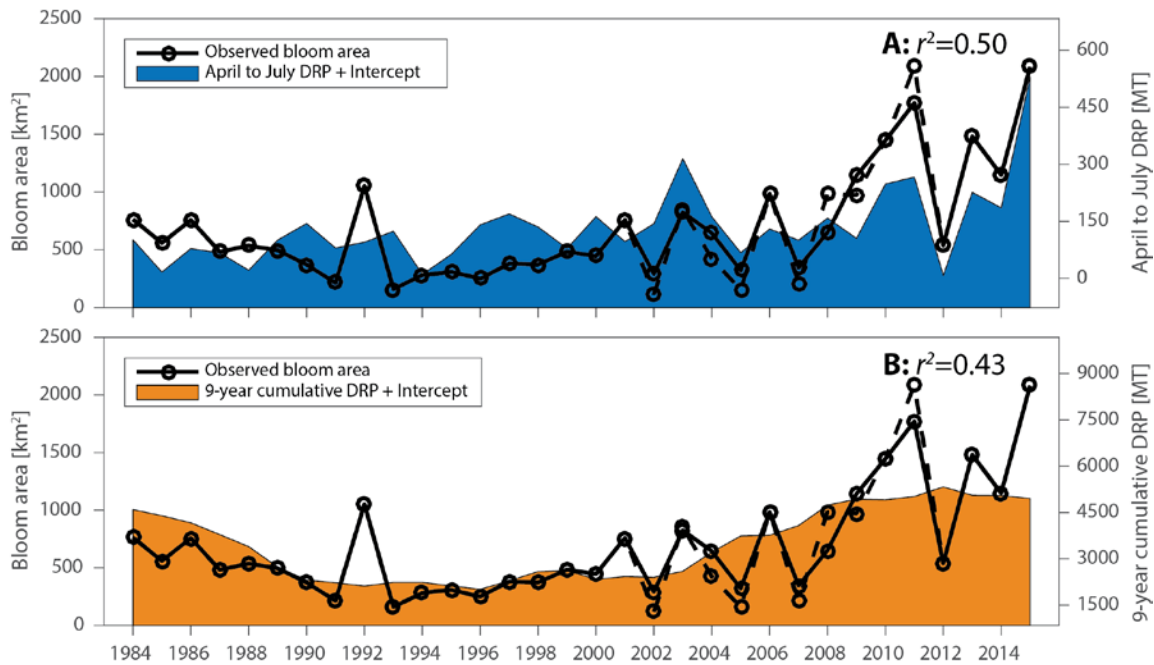 2500
2000
1500
1000
500
0
Bloom area [km²]
Observed bloom area
April to July DRP + Intercept
A: r²=0.50
600
450
300
150
0
April to July DRP [MT]
2500
2000
1500
1000
500
0
Bloom area [km²]
Observed bloom area
9-year cumulative DRP + Intercept
B: r²=0.43
9000
7500
6000
4500
3000
1500
9-year cumulative DRP [MT]
1984 1986 1988 1990 1992 1994 1996 1998 2000 2002 2004 2006 2008 2010 2012 2014